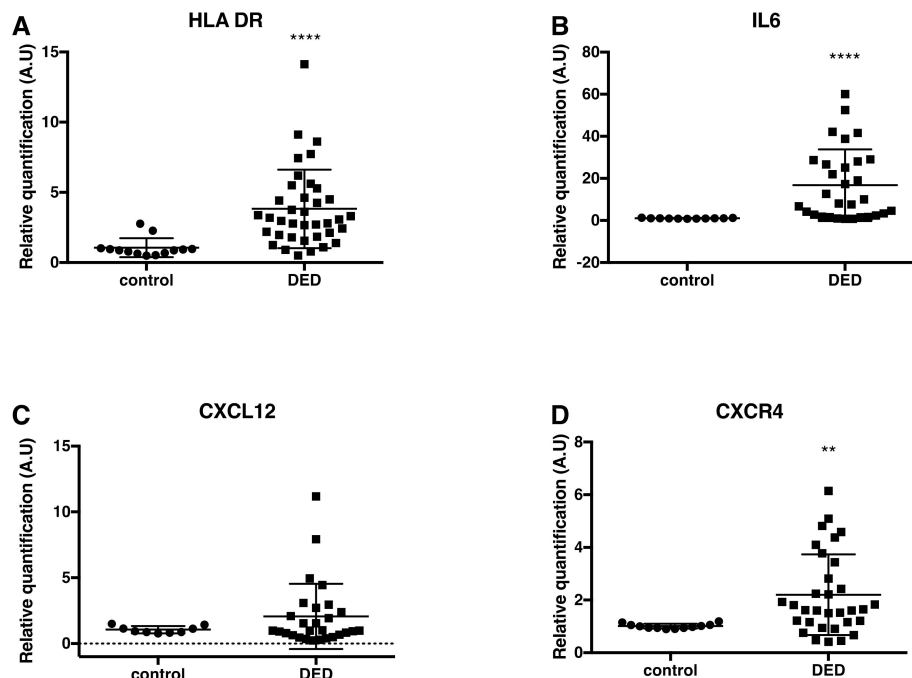 A
HLA DR
****
Relative quantification (A.U)
15
10
5
0
control
DED
B
IL6
****
Relative quantification (A.U)
80
60
40
20
0
-20
control
DED
C
CXCL12
Relative quantification (A.U)
15
10
5
0
control
DED
D
CXCR4
**
Relative quantification (A.U)
8
6
4
2
0
control
DED